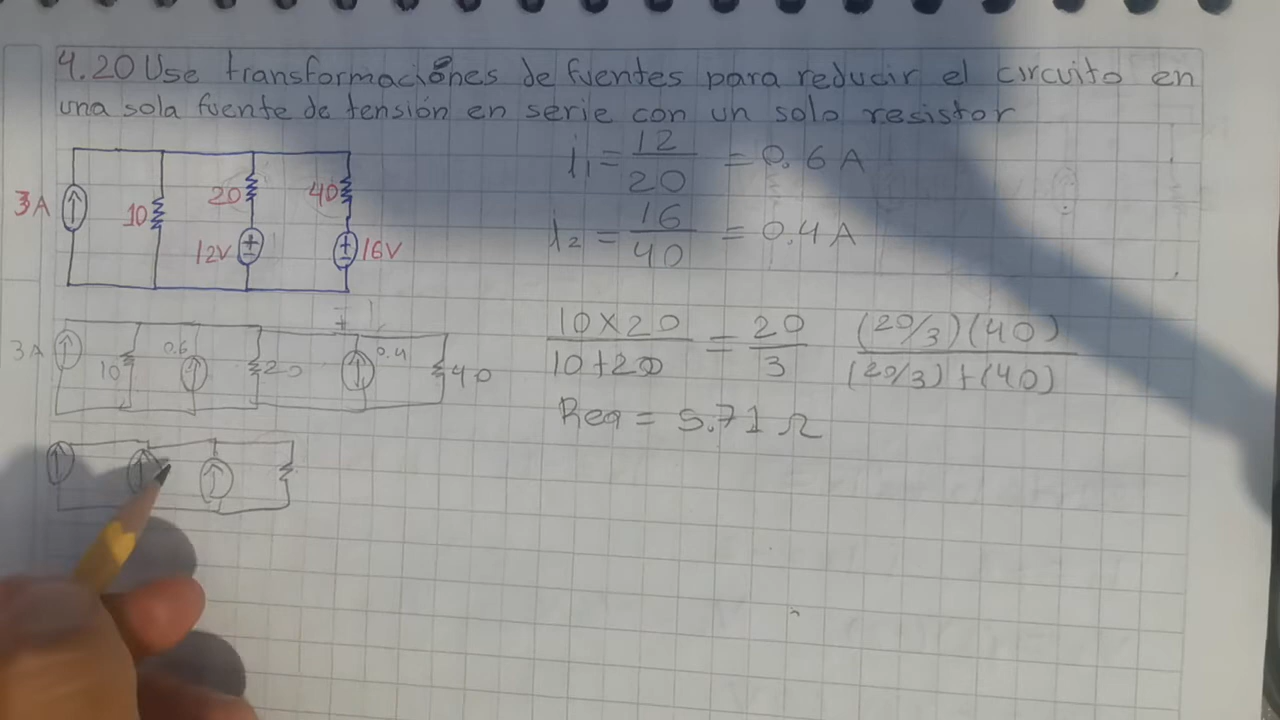 4.20 Use transformaciones de fuentes para reducir el circuito en
una sola fuente de tensión en serie con un solo resistor
i₁ = 12/20 = 0.6 A
i₂ = 16/40 = 0.4 A
3A 10 20 12V + - 40 + - 16V
10×20/10+20 = 20/3 (20/3)(40)/(20/3)+(40)
3A 10 0.6 20 0.4 40
Req = 5.71 Ω